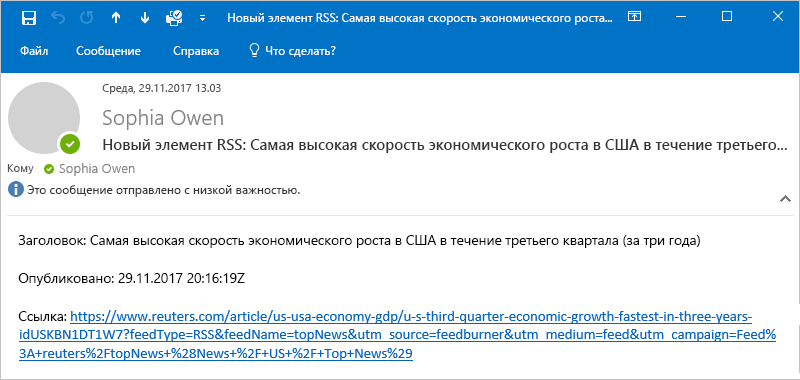 Новый элемент RSS: Самая высокая скорость экономического роста...
Файл Сообщение Справка Что сделать?
Среда, 29.11.2017 13.03
Sophia Owen
Новый элемент RSS: Самая высокая скорость экономического роста в США в течение третьего...
Кому Sophia Owen
Это сообщение отправлено с низкой важностью.
Заголовок: Самая высокая скорость экономического роста в США в течение третьего квартала (за три года)
Опубликовано: 29.11.2017 20:16:19Z
Ссылка: https://www.reuters.com/article/us-usa-economy-gdp/u-s-third-quarter-economic-growth-fastest-in-three-years-
idUSKBN1DT1W7?feedType=RSS&feedName=topNews&utm_source=feedburner&utm_medium=feed&utm_campaign=Feed%
3A+reuters%2FtopNews+%28News+%2F+US+%2F+Top+News%29